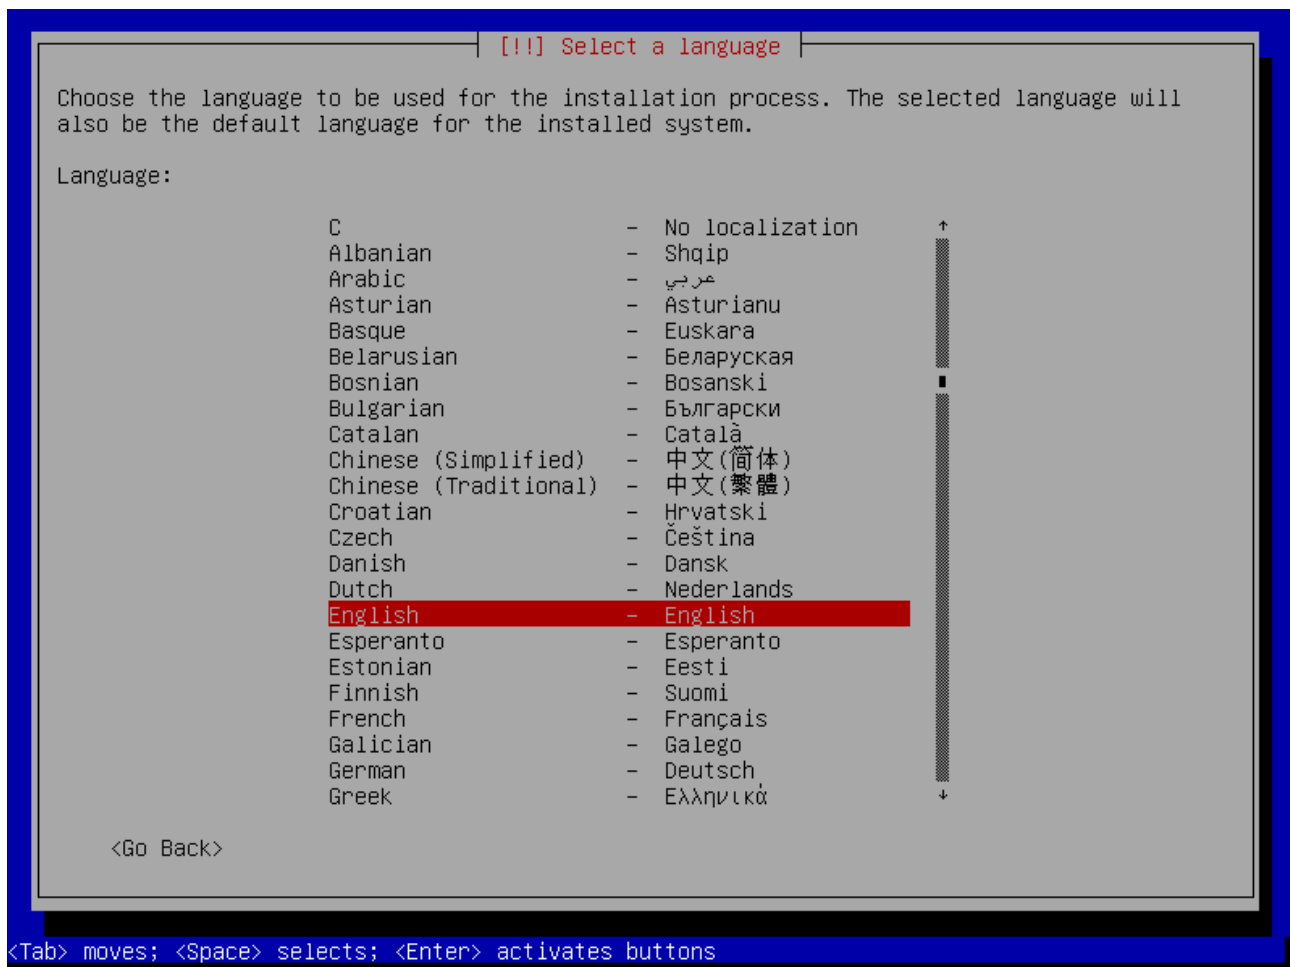 [!!] Select a language
Choose the language to be used for the installation process. The selected language will
also be the default language for the installed system.
Language:
C - No localization
Albanian - Shqip
Arabic - عربي
Asturian - Asturianu
Basque - Euskara
Belarusian - Беларуская
Bosnian - Bosanski
Bulgarian - Български
Catalan - Català
Chinese (Simplified) - 中文(简体)
Chinese (Traditional) - 中文(繁體)
Croatian - Hrvatski
Czech - Čeština
Danish - Dansk
Dutch - Nederlands
English - English
Esperanto - Esperanto
Estonian - Eesti
Finnish - Suomi
French - Français
Galician - Galego
German - Deutsch
Greek - Ελληνικά
<Go Back>
<Tab> moves; <Space> selects; <Enter> activates buttons